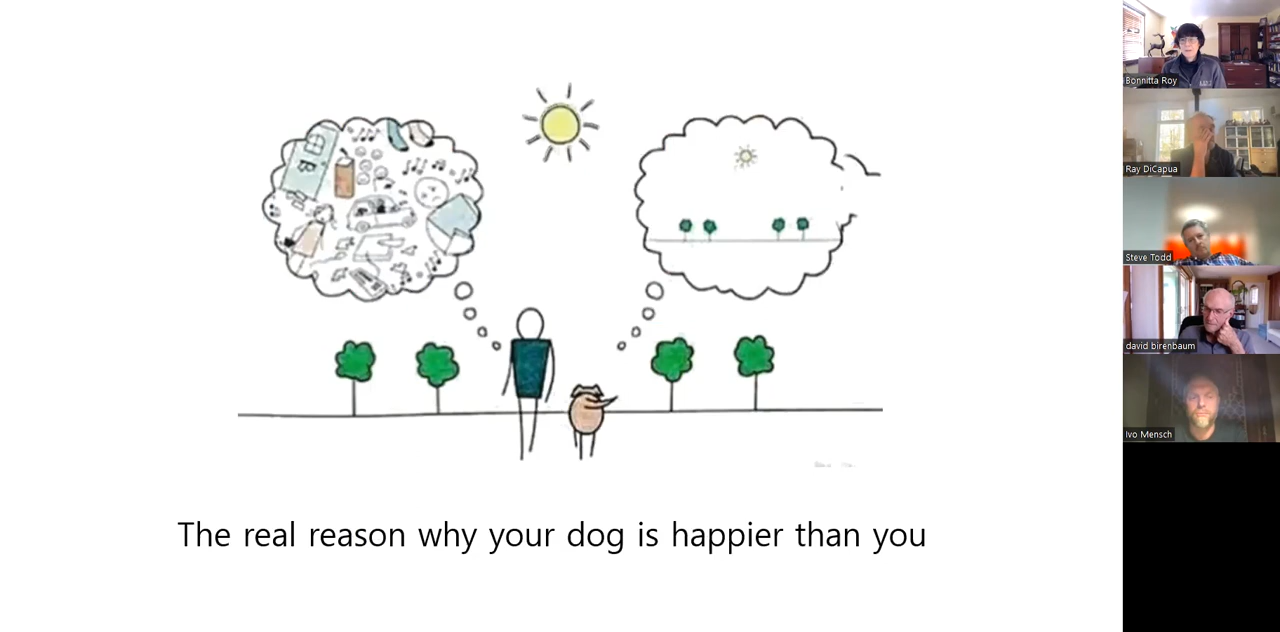 The real reason why your dog is happier than you
Bonnitta Roy
Ray DiCapua
Steve Todd
david birenbaum
Ivo Mensch